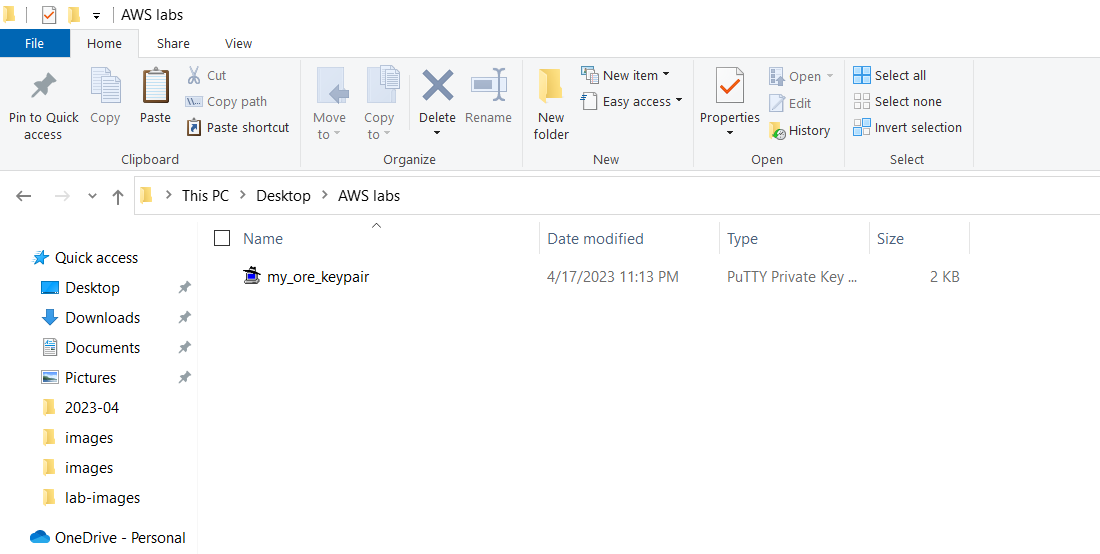 AWS labs
File Home Share View
Pin to Quick access
Copy
Paste
Cut
Copy path
Paste shortcut
Clipboard
Move to
Copy to
Delete
Rename
Organize
New folder
New item
Easy access
New
Properties
Open
Edit
History
Open
Select all
Select none
Invert selection
Select
This PC > Desktop > AWS labs
Name Date modified Type Size
my_ore_keypair 4/17/2023 11:13 PM PuTTY Private Key ... 2 KB
Quick access
Desktop
Downloads
Documents
Pictures
2023-04
images
images
lab-images
OneDrive - Personal